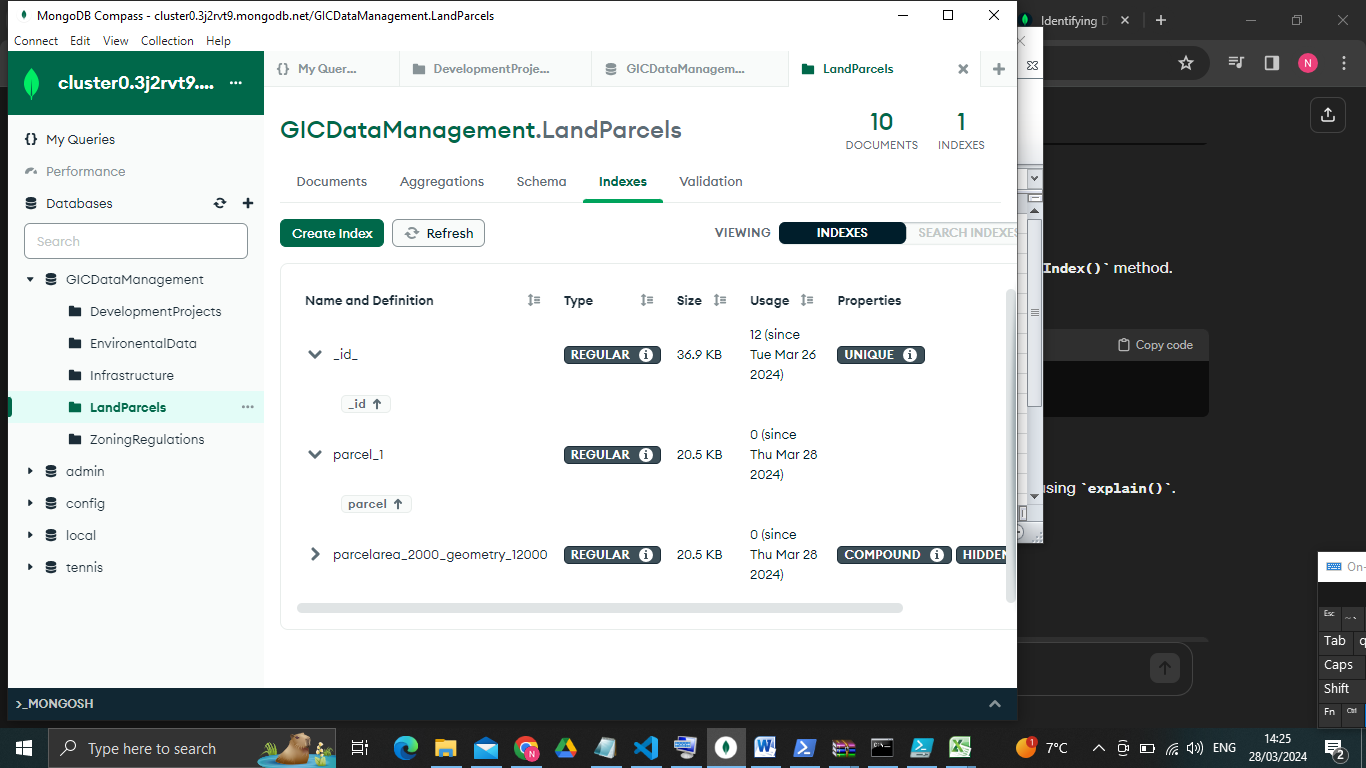 MongoDB Compass - cluster0.3j2rvt9.mongodb.net/GICDataManagement.LandParcels
Connect Edit View Collection Help
cluster0.3j2rvt9....
My Queries
Performance
Databases
Search
GICDataManagement
DevelopmentProjects
EnvironentalData
Infrastructure
LandParcels
ZoningRegulations
admin
config
local
tennis
{} My Quer...
DevelopmentProje...
GICDataManagem...
LandParcels
GICDataManagement.LandParcels
10
DOCUMENTS
1
INDEXES
Documents Aggregations Schema Indexes Validation
Create Index Refresh VIEWING INDEXES SEARCH INDEXES
Name and Definition Type Size Usage Properties
_id_ REGULAR 36.9 KB 12 (since Tue Mar 26 2024) UNIQUE
_id ↑
parcel_1 REGULAR 20.5 KB 0 (since Thu Mar 28 2024)
parcel ↑
parcelarea_2000_geometry_12000 REGULAR 20.5 KB 0 (since Thu Mar 28 2024) COMPOUND HIDDEN
>_MONGOSH
Identifying D
N
Index()` method.
Copy code
using `explain()`.
On-
Esc ~ `
Tab q
Caps
Shift
Fn Ctrl
Type here to search
7°C
ENG
14:25
28/03/2024
2